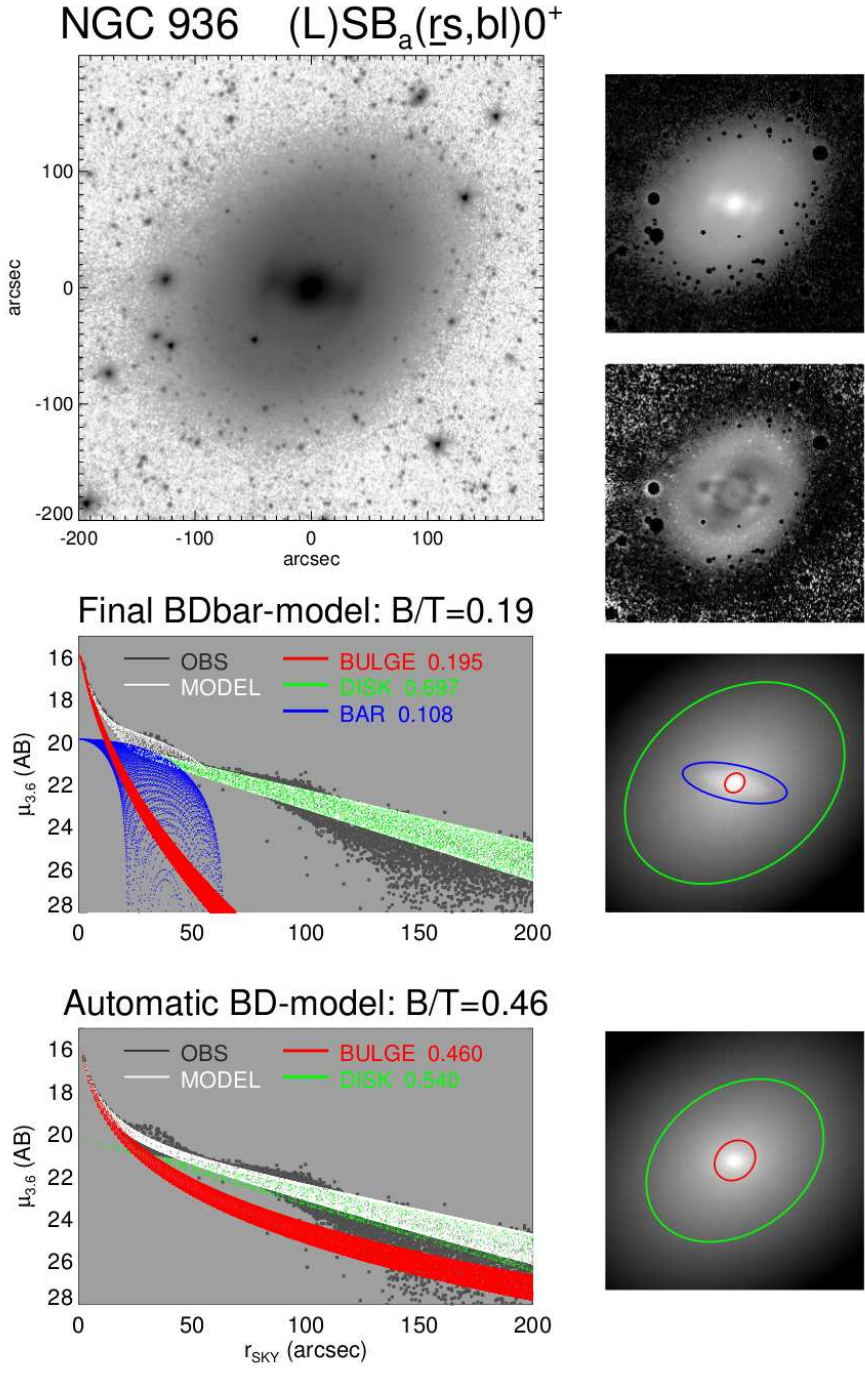 NGC 936 (L)SBa(rs,bl)0+
arcsec
100
0
-100
-200
-200 -100 0 100
arcsec
Final BDbar-model: B/T=0.19
OBS BULGE 0.195
MODEL DISK 0.697
BAR 0.108
μ3.6 (AB)
16
18
20
22
24
26
28
0 50 100 150 200
Automatic BD-model: B/T=0.46
OBS BULGE 0.460
MODEL DISK 0.540
μ3.6 (AB)
16
18
20
22
24
26
28
0 50 100 150 200
rSKY (arcsec)